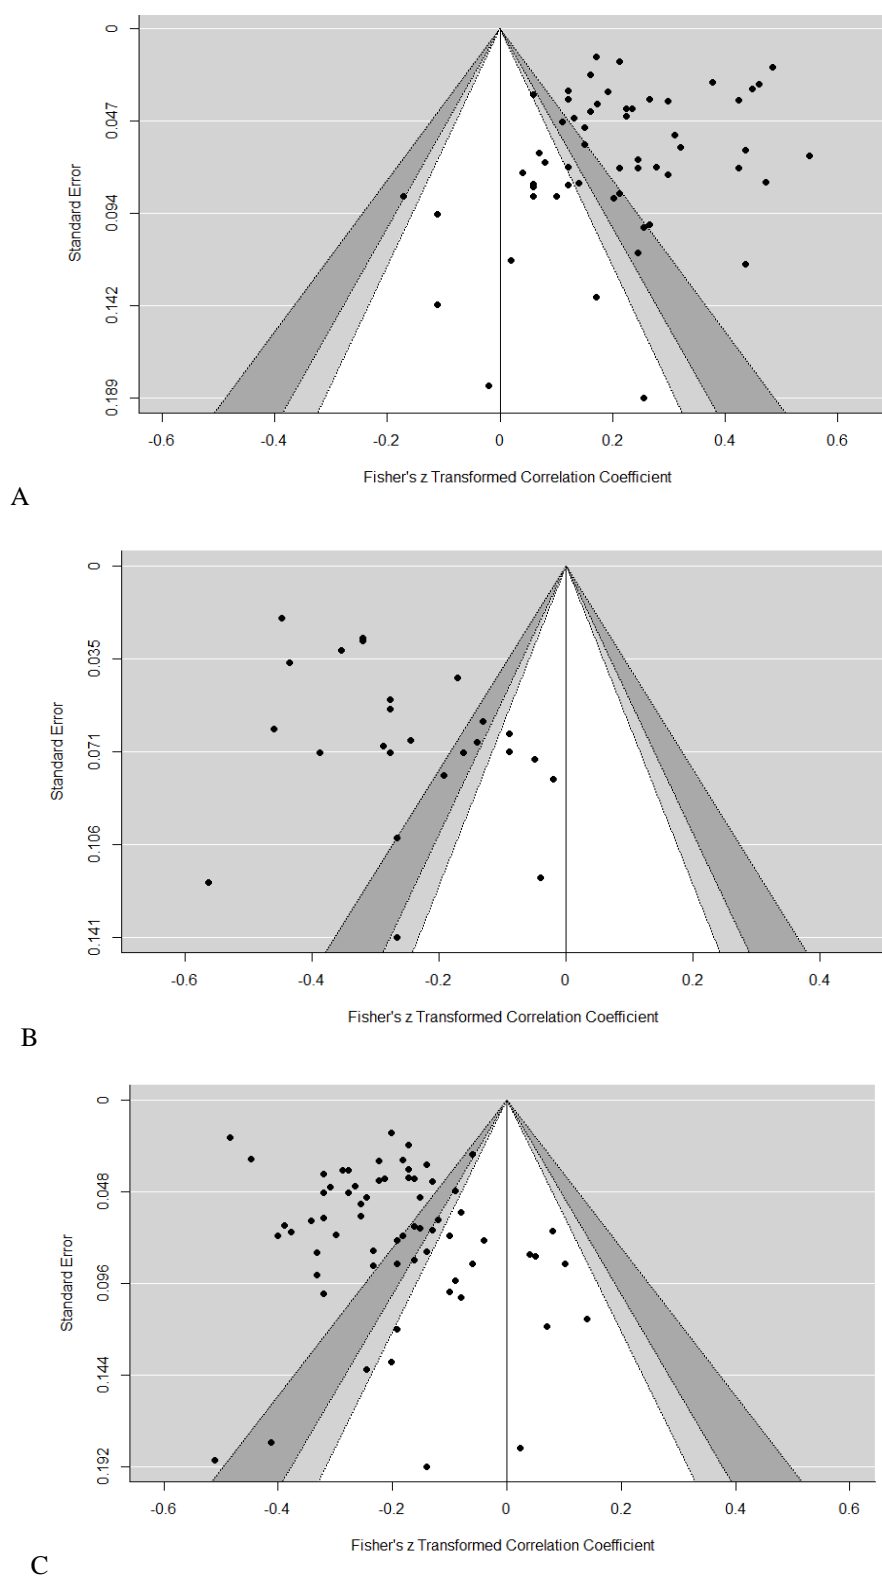 0
0.047
0.094
0.142
0.189
Standard Error
-0.6 -0.4 -0.2 0 0.2 0.4 0.6
Fisher's z Transformed Correlation Coefficient
A
0
0.035
0.071
0.106
0.141
Standard Error
-0.6 -0.4 -0.2 0 0.2 0.4
Fisher's z Transformed Correlation Coefficient
B
0
0.048
0.096
0.144
0.192
Standard Error
-0.6 -0.4 -0.2 0 0.2 0.4 0.6
Fisher's z Transformed Correlation Coefficient
C